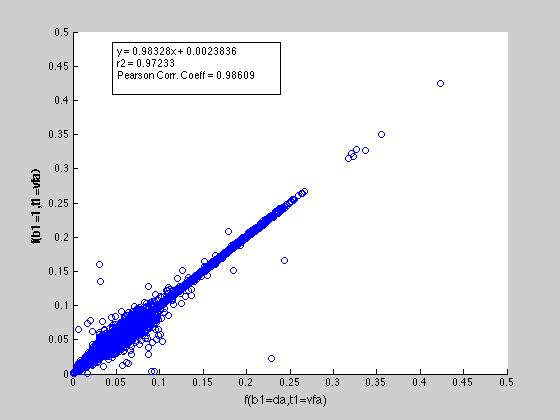 y = 0.98328x + 0.0023836
r2 = 0.97233
Pearson Corr. Coeff = 0.98609
0.5
0.45
0.4
0.35
0.3
0.25
0.2
0.15
0.1
0.05
0
f(b1=1,t1=vfa)
0 0.05 0.1 0.15 0.2 0.25 0.3 0.35 0.4 0.45 0.5
f(b1=da,t1=vfa)